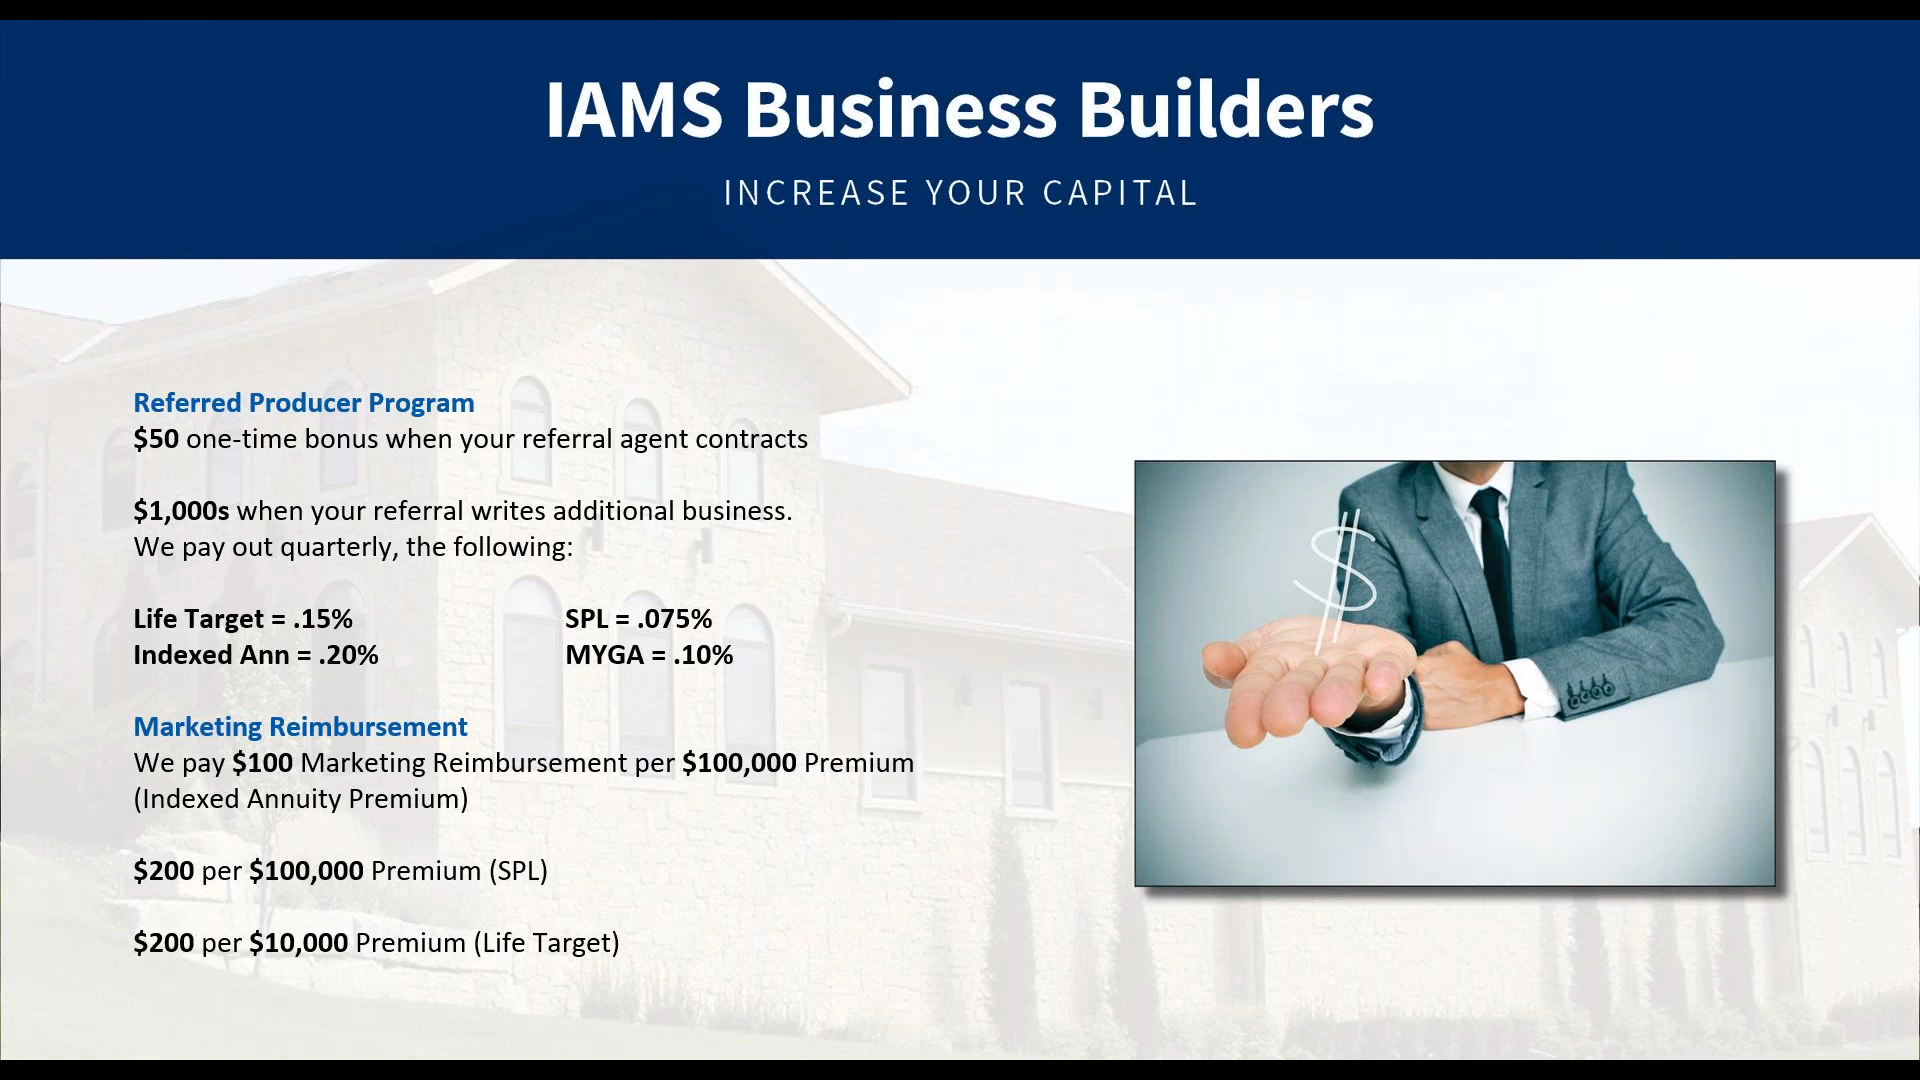 IAMS Business Builders
INCREASE YOUR CAPITAL
Referred Producer Program
$50 one-time bonus when your referral agent contracts
$1,000s when your referral writes additional business.
We pay out quarterly, the following:
Life Target = .15% SPL = .075%
Indexed Ann = .20% MYGA = .10%
Marketing Reimbursement
We pay $100 Marketing Reimbursement per $100,000 Premium
(Indexed Annuity Premium)
$200 per $100,000 Premium (SPL)
$200 per $10,000 Premium (Life Target)
$